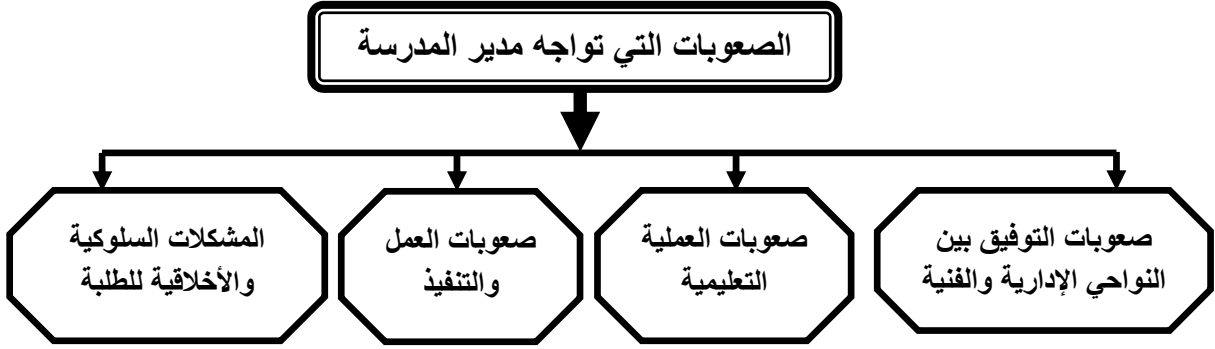 الصعوبات التي تواجه مدير المدرسة
صعوبات التوفيق بين
النواحي الإدارية والفنية
صعوبات العملية
التعليمية
صعوبات العمل
والتنفيذ
المشكلات السلوكية
والأخلاقية للطلبة